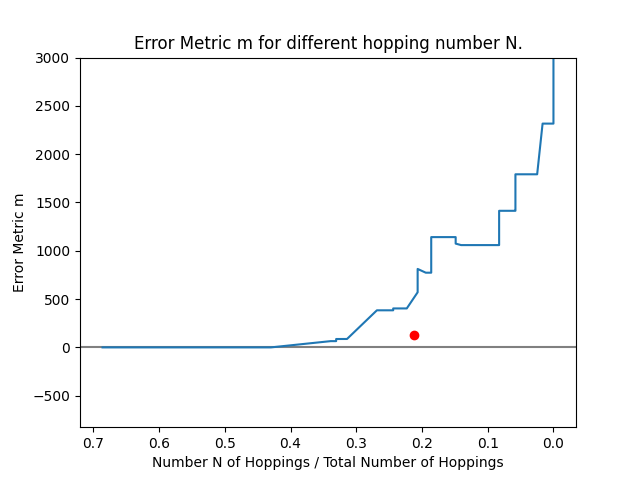 Error Metric m for different hopping number N.
3000
2500
2000
1500
1000
500
0
−500
Error Metric m
0.7 0.6 0.5 0.4 0.3 0.2 0.1 0.0
Number N of Hoppings / Total Number of Hoppings